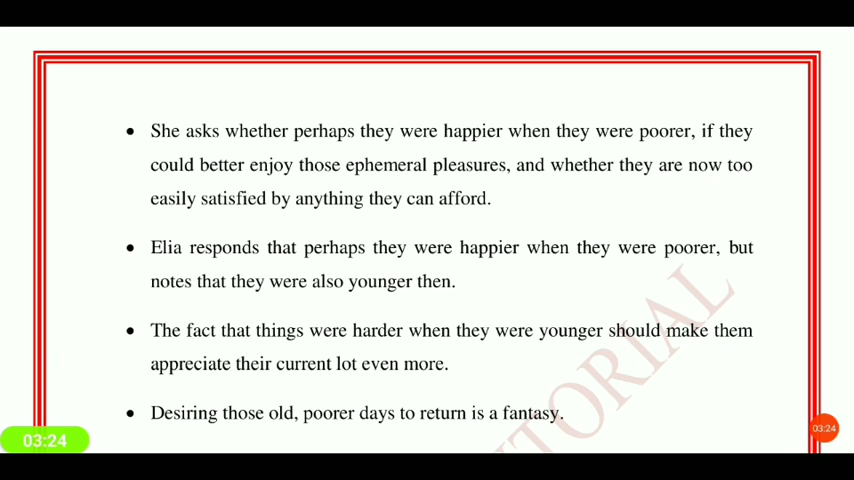 • She asks whether perhaps they were happier when they were poorer, if they
could better enjoy those ephemeral pleasures, and whether they are now too
easily satisfied by anything they can afford.
• Elia responds that perhaps they were happier when they were poorer, but
notes that they were also younger then.
• The fact that things were harder when they were younger should make them
appreciate their current lot even more.
• Desiring those old, poorer days to return is a fantasy.
03:24
03:24